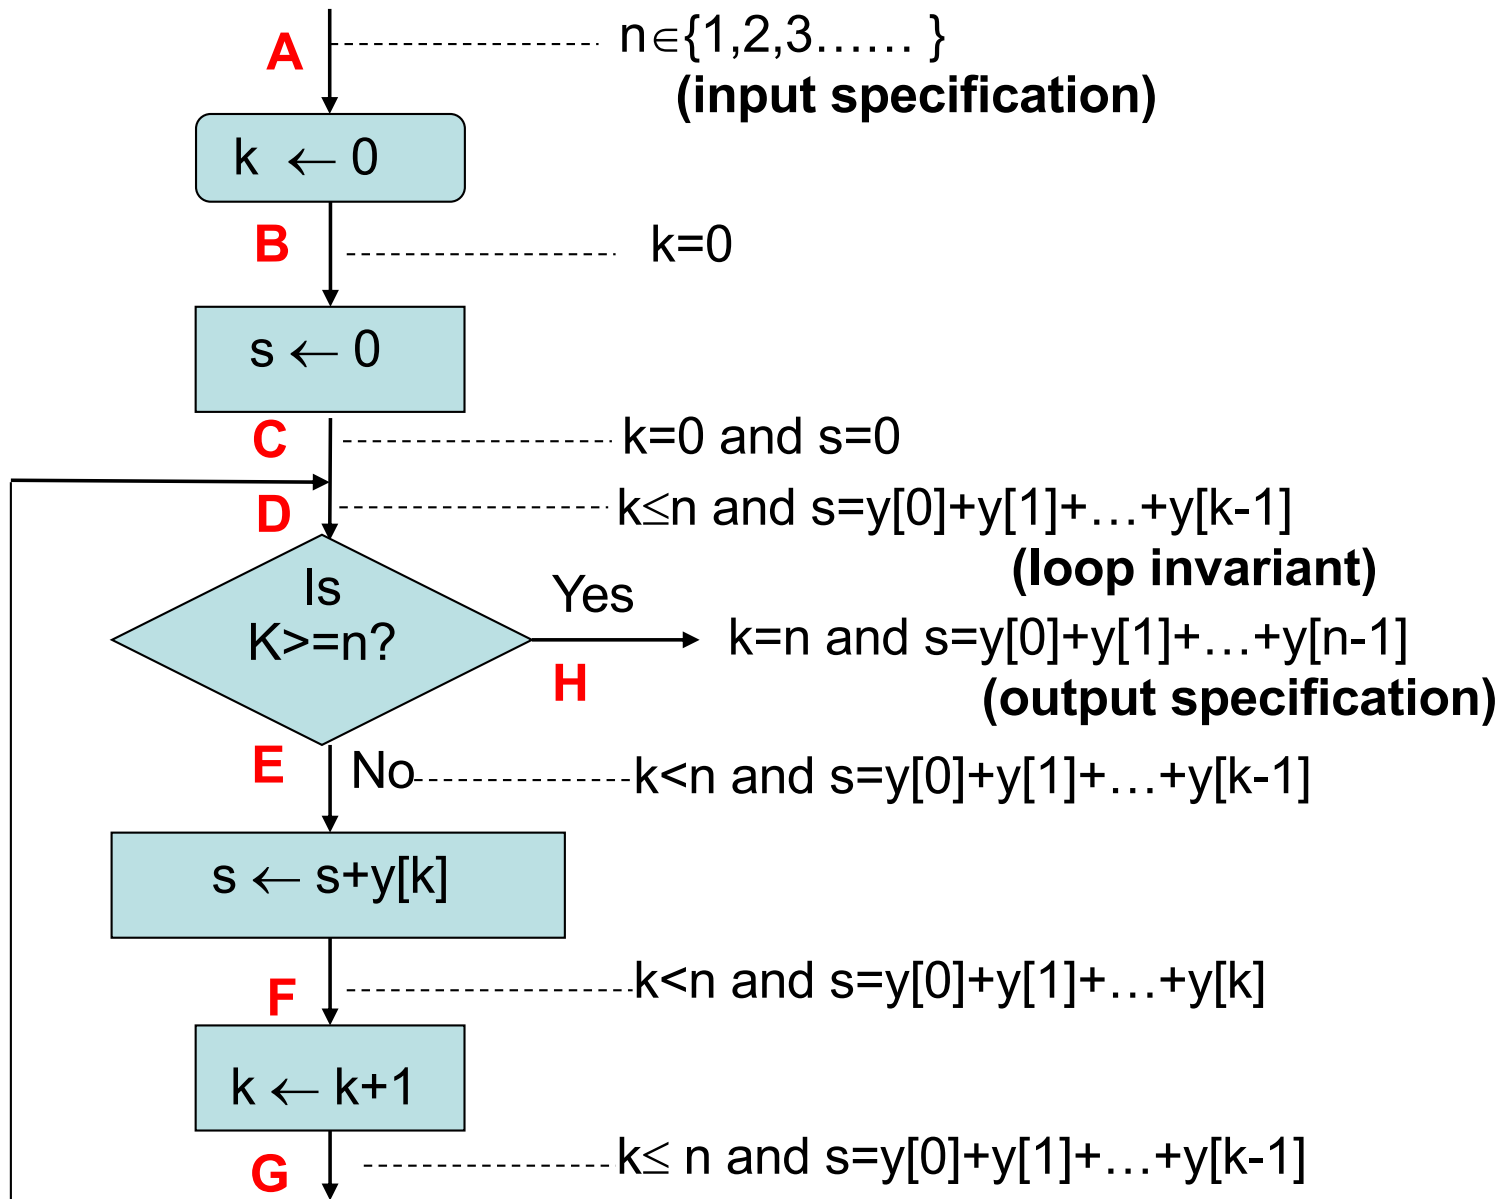 A
n∈{1,2,3…… }
(input specification)
k ← 0
B
k=0
s ← 0
C
k=0 and s=0
D
k≤n and s=y[0]+y[1]+…+y[k-1]
(loop invariant)
Is
K>=n?
Yes
H
k=n and s=y[0]+y[1]+…+y[n-1]
(output specification)
E
No
k<n and s=y[0]+y[1]+…+y[k-1]
s ← s+y[k]
F
k<n and s=y[0]+y[1]+…+y[k]
k ← k+1
G
k≤ n and s=y[0]+y[1]+…+y[k-1]